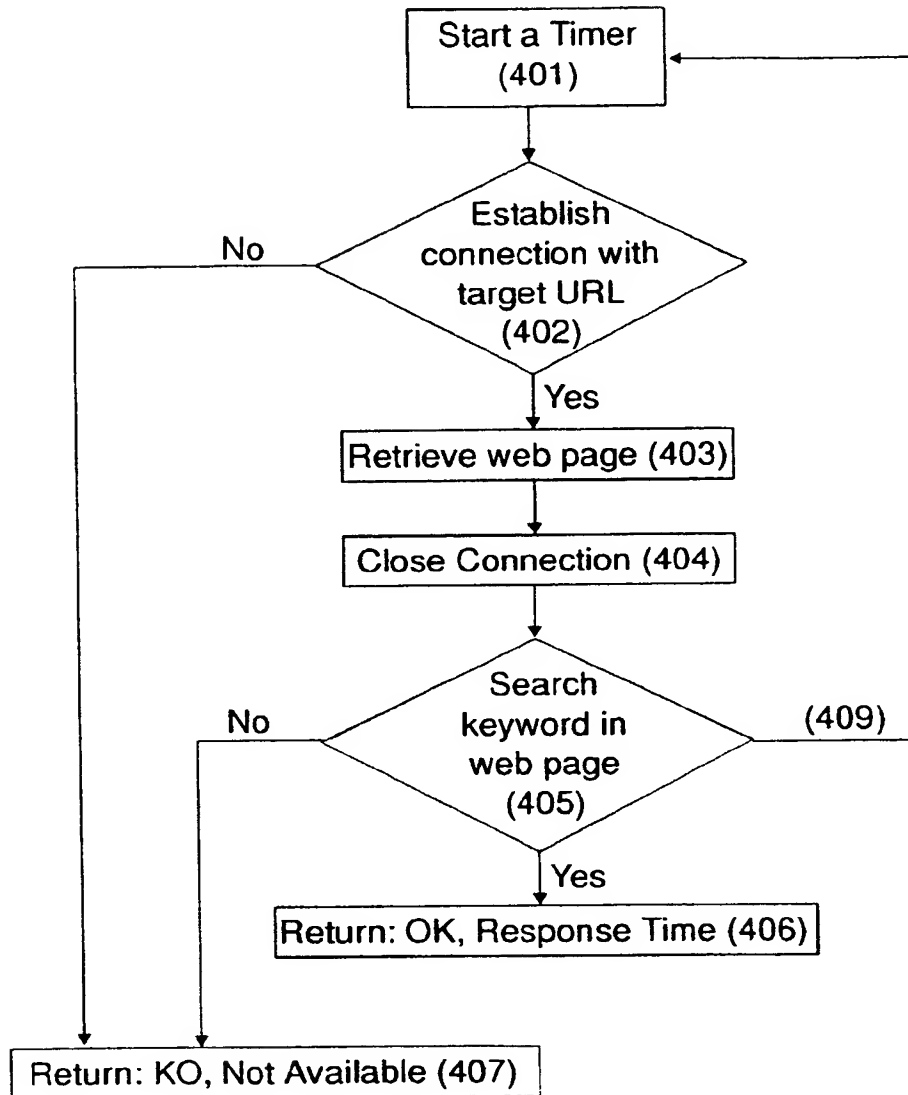 Start a Timer
(401)
Establish
connection with
target URL
(402)
No
Yes
Retrieve web page (403)
Close Connection (404)
Search
keyword in
web page
(405)
No
(409)
Yes
Return: OK, Response Time (406)
Return: KO, Not Available (407)